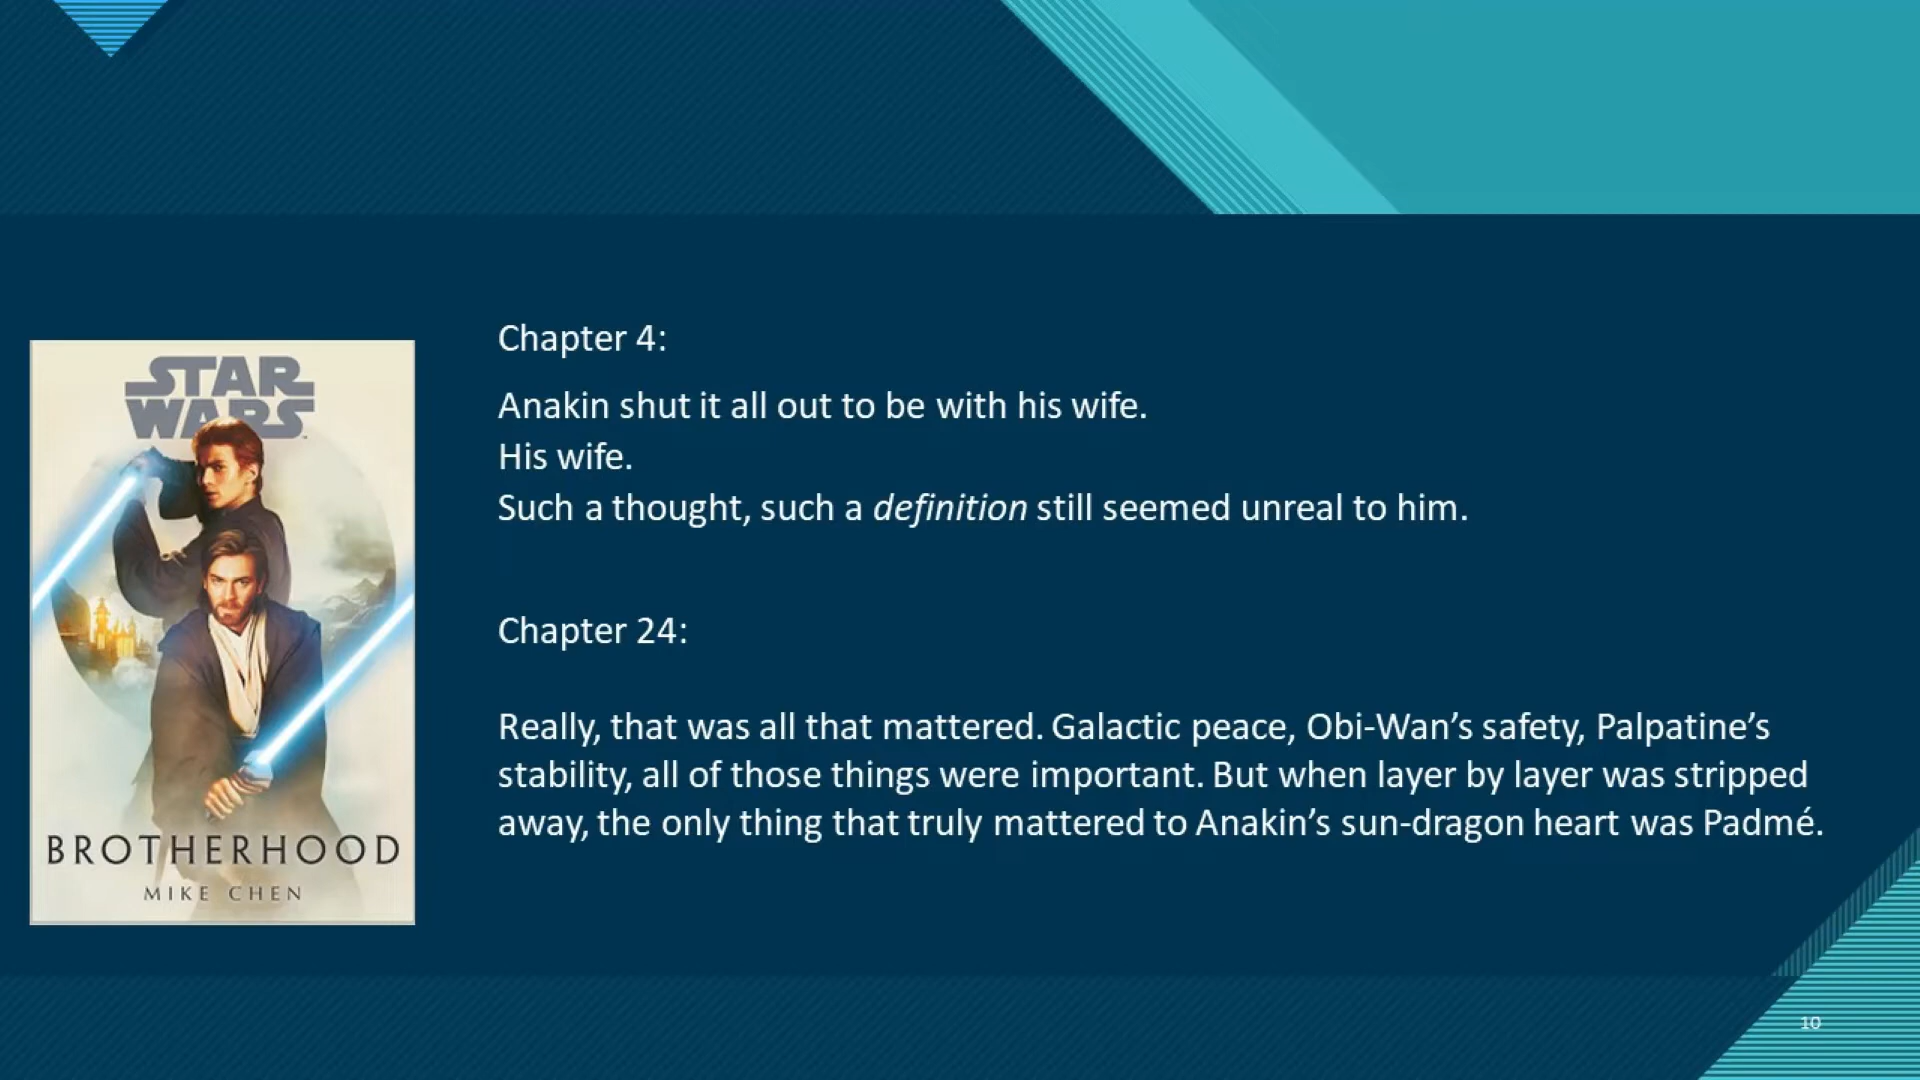 STAR
WARS
BROTHERHOOD
MIKE CHEN
Chapter 4:
Anakin shut it all out to be with his wife.
His wife.
Such a thought, such a definition still seemed unreal to him.
Chapter 24:
Really, that was all that mattered. Galactic peace, Obi-Wan’s safety, Palpatine’s
stability, all of those things were important. But when layer by layer was stripped
away, the only thing that truly mattered to Anakin’s sun-dragon heart was Padmé.
10